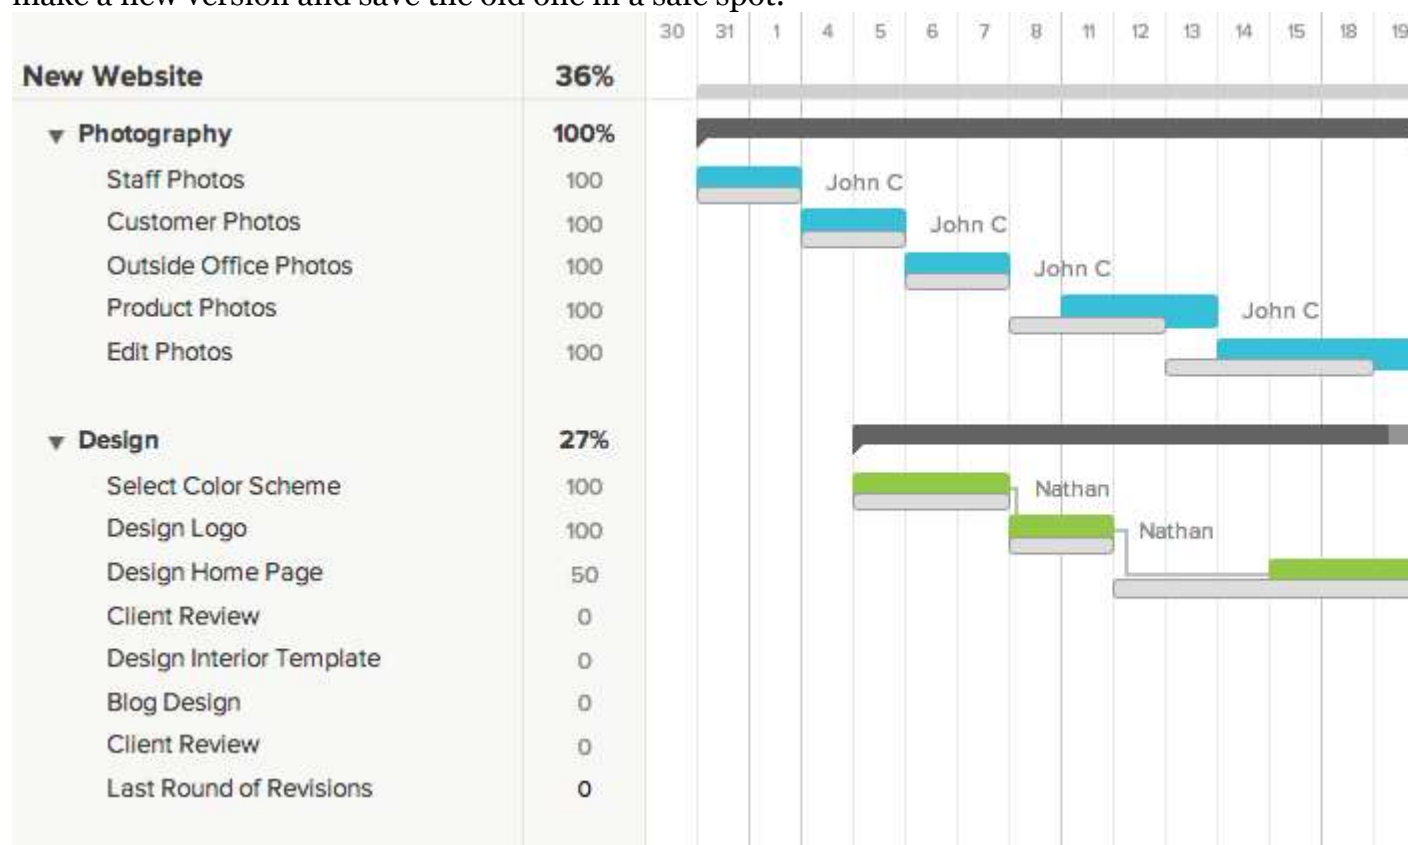 make a new version and save the old one in a safe spot.
30 31 1 4 5 6 7 8 11 12 13 14 15 18 19
New Website 36%
Photography 100%
Staff Photos 100 John C
Customer Photos 100 John C
Outside Office Photos 100 John C
Product Photos 100 John C
Edit Photos 100
Design 27%
Select Color Scheme 100 Nathan
Design Logo 100 Nathan
Design Home Page 50
Client Review 0
Design Interior Template 0
Blog Design 0
Client Review 0
Last Round of Revisions 0